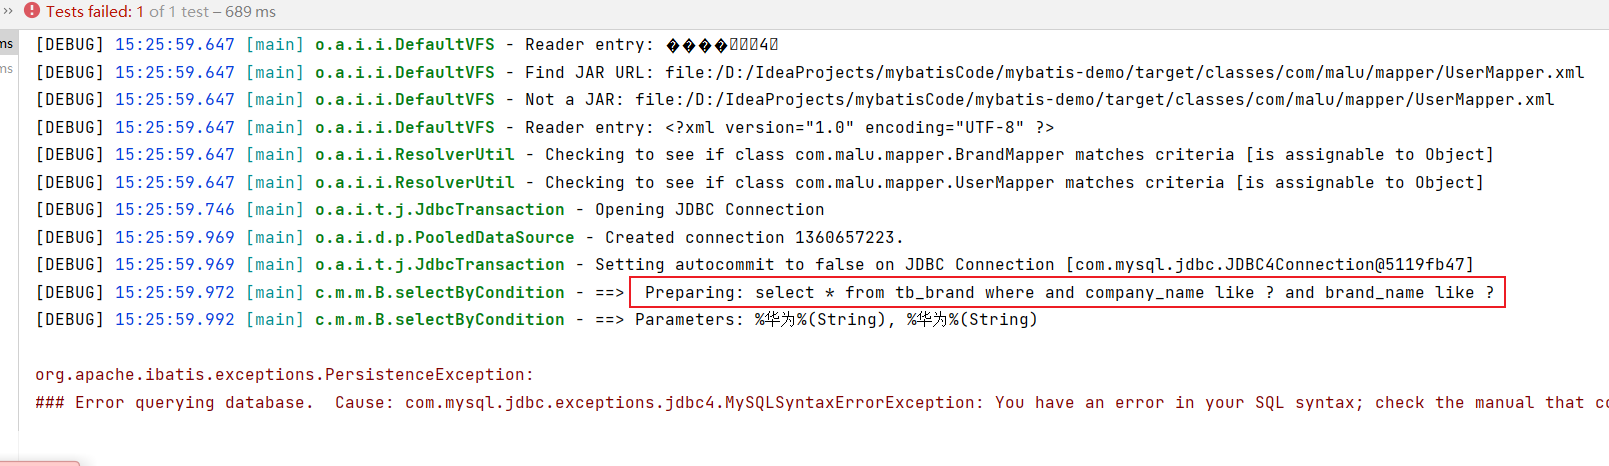 Tests failed: 1 of 1 test – 689 ms
ms
ms
[DEBUG] 15:25:59.647 [main] o.a.i.i.DefaultVFS - Reader entry: ����4
[DEBUG] 15:25:59.647 [main] o.a.i.i.DefaultVFS - Find JAR URL: file:/D:/IdeaProjects/mybatisCode/mybatis-demo/target/classes/com/malu/mapper/UserMapper.xml
[DEBUG] 15:25:59.647 [main] o.a.i.i.DefaultVFS - Not a JAR: file:/D:/IdeaProjects/mybatisCode/mybatis-demo/target/classes/com/malu/mapper/UserMapper.xml
[DEBUG] 15:25:59.647 [main] o.a.i.i.DefaultVFS - Reader entry: <?xml version="1.0" encoding="UTF-8" ?>
[DEBUG] 15:25:59.647 [main] o.a.i.i.ResolverUtil - Checking to see if class com.malu.mapper.BrandMapper matches criteria [is assignable to Object]
[DEBUG] 15:25:59.647 [main] o.a.i.i.ResolverUtil - Checking to see if class com.malu.mapper.UserMapper matches criteria [is assignable to Object]
[DEBUG] 15:25:59.746 [main] o.a.i.t.j.JdbcTransaction - Opening JDBC Connection
[DEBUG] 15:25:59.969 [main] o.a.i.d.p.PooledDataSource - Created connection 1360657223.
[DEBUG] 15:25:59.969 [main] o.a.i.t.j.JdbcTransaction - Setting autocommit to false on JDBC Connection [com.mysql.jdbc.JDBC4Connection@5119fb47]
[DEBUG] 15:25:59.972 [main] c.m.m.B.selectByCondition - ==>  Preparing: select * from tb_brand where and company_name like ? and brand_name like ?
[DEBUG] 15:25:59.992 [main] c.m.m.B.selectByCondition - ==> Parameters: %华为%(String), %华为%(String)
org.apache.ibatis.exceptions.PersistenceException:
### Error querying database.  Cause: com.mysql.jdbc.exceptions.jdbc4.MySQLSyntaxErrorException: You have an error in your SQL syntax; check the manual that co